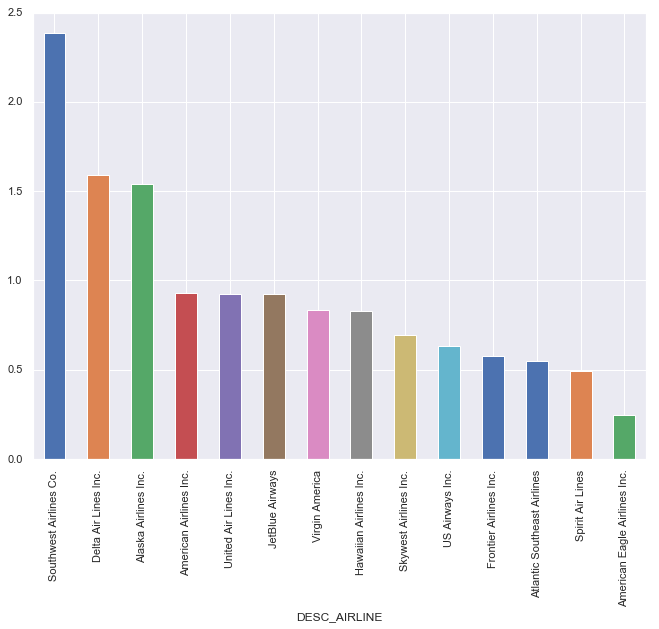 2.5
2.0
1.5
1.0
0.5
0.0
Southwest Airlines Co.
Delta Air Lines Inc.
Alaska Airlines Inc.
American Airlines Inc.
United Air Lines Inc.
JetBlue Airways
Virgin America
Hawaiian Airlines Inc.
Skywest Airlines Inc.
US Airways Inc.
Frontier Airlines Inc.
Atlantic Southeast Airlines
Spirit Air Lines
American Eagle Airlines Inc.
DESC_AIRLINE